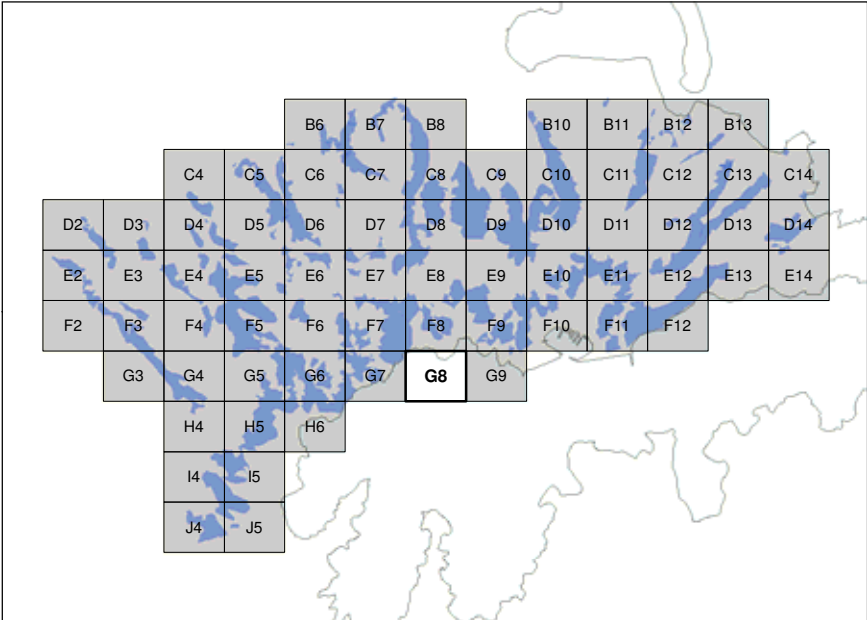 B6 B7 B8 B10 B11 B12 B13
C4 C5 C6 C7 C8 C9 C10 C11 C12 C13 C14
D2 D3 D4 D5 D6 D7 D8 D9 D10 D11 D12 D13 D14
E2 E3 E4 E5 E6 E7 E8 E9 E10 E11 E12 E13 E14
F2 F3 F4 F5 F6 F7 F8 F9 F10 F11 F12
G3 G4 G5 G6 G7 G8 G9
H4 H5 H6
I4 I5
J4 J5